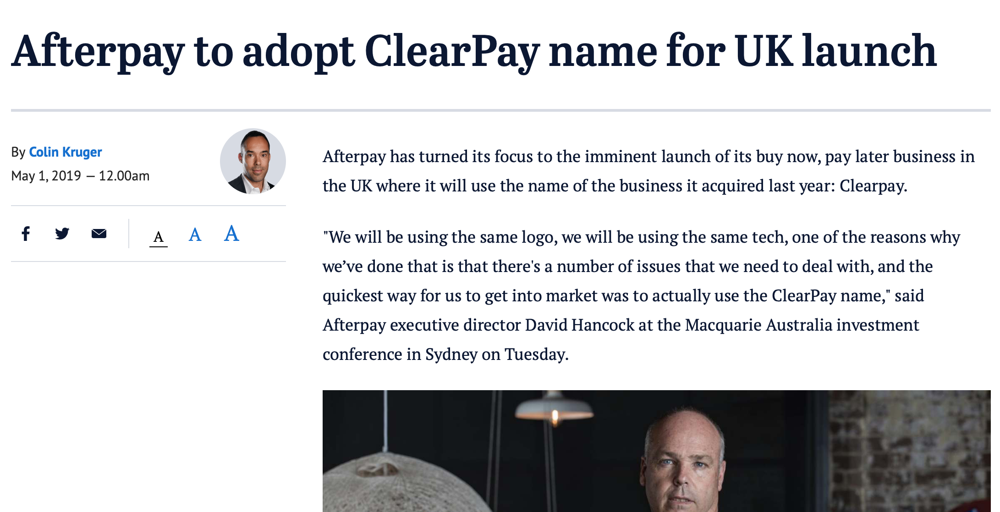 Afterpay to adopt ClearPay name for UK launch
By Colin Kruger
May 1, 2019 — 12.00am
A A A
Afterpay has turned its focus to the imminent launch of its buy now, pay later business in
the UK where it will use the name of the business it acquired last year: Clearpay.
"We will be using the same logo, we will be using the same tech, one of the reasons why
we’ve done that is that there's a number of issues that we need to deal with, and the
quickest way for us to get into market was to actually use the ClearPay name," said
Afterpay executive director David Hancock at the Macquarie Australia investment
conference in Sydney on Tuesday.